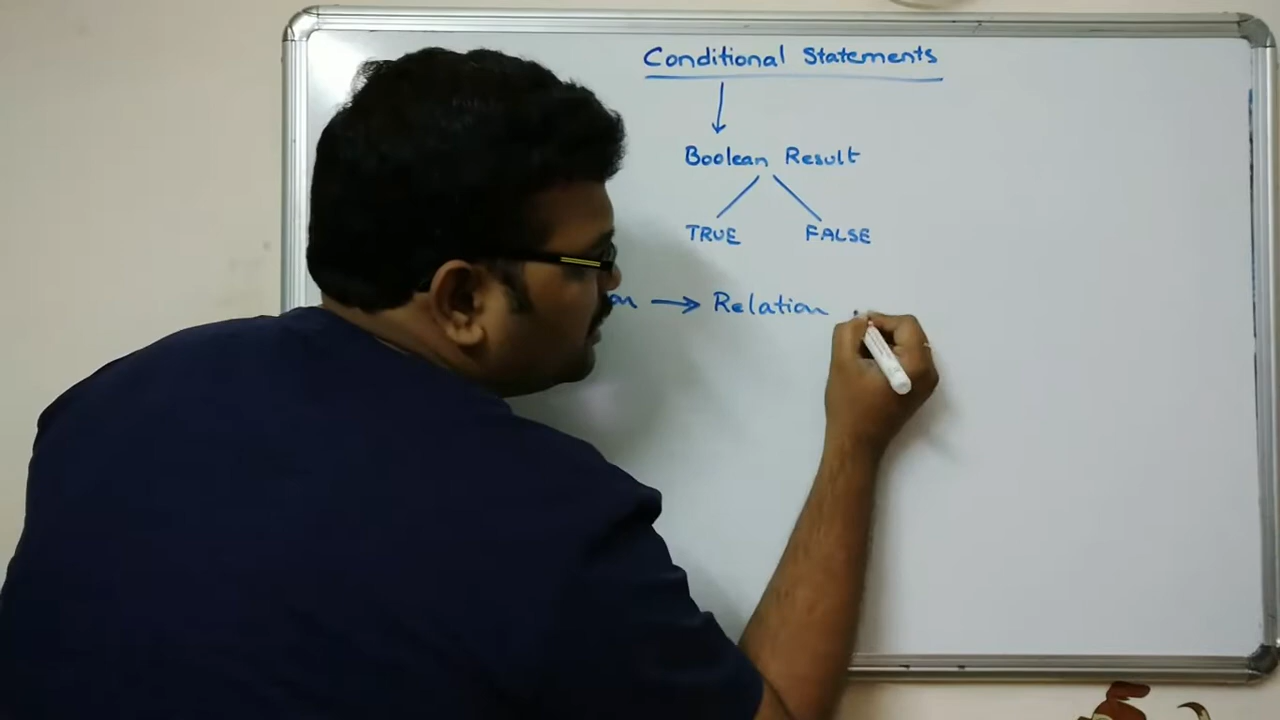 Conditional Statements
Boolean Result
TRUE FALSE
→ Relation